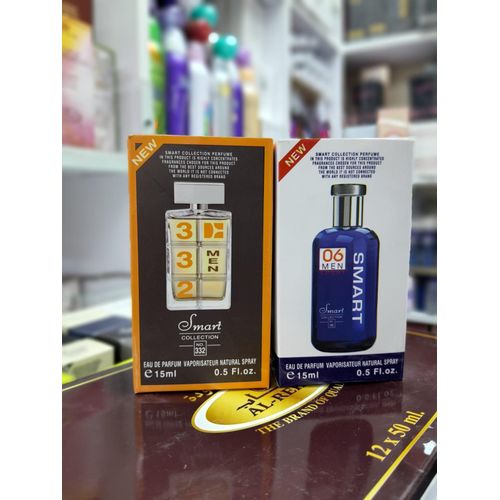 NEW
SMART COLLECTION PERFUME
IN THIS PRODUCT IS HIGHLY CONCENTRATED
FRAGRANCES CHOSEN FOR THIS PRODUCT
FROM THE BEST SOURCES AROUND
THE WORLD IT IS NOT CONNECTED
WITH ANY REGISTERED BRAND
3
3 MEN
2
Smart
COLLECTION
NO.
332
EAU DE PARFUM VAPORISATEUR NATURAL SPRAY
℮15ml 0.5 Fl.oz.
NEW
SMART COLLECTION PERFUME
IN THIS PRODUCT IS HIGHLY CONCENTRATED
FRAGRANCES CHOSEN FOR THIS PRODUCT
FROM THE BEST SOURCES AROUND
THE WORLD IT IS NOT CONNECTED
WITH ANY REGISTERED BRAND
06
MEN
SMART
Smart
COLLECTION
EAU DE PARFUM VAPORISATEUR NATURAL SPRAY
℮15ml 0.5 Fl.oz.
THE BRAND OF
12 x 50 ml.